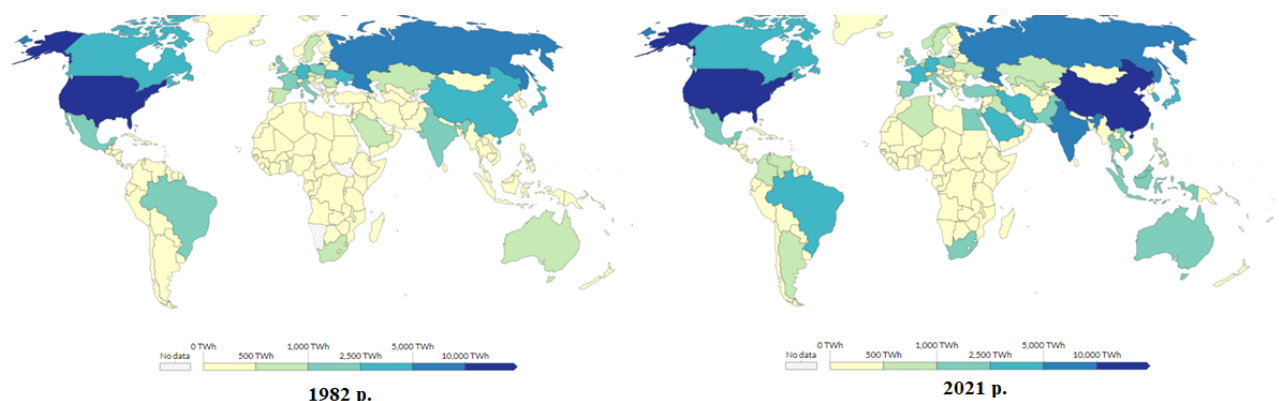 0 TWh 1,000 TWh 5,000 TWh
No data 500 TWh 2,500 TWh 10,000 TWh
1982 р.
0 TWh 1,000 TWh 5,000 TWh
No data 500 TWh 2,500 TWh 10,000 TWh
2021 р.